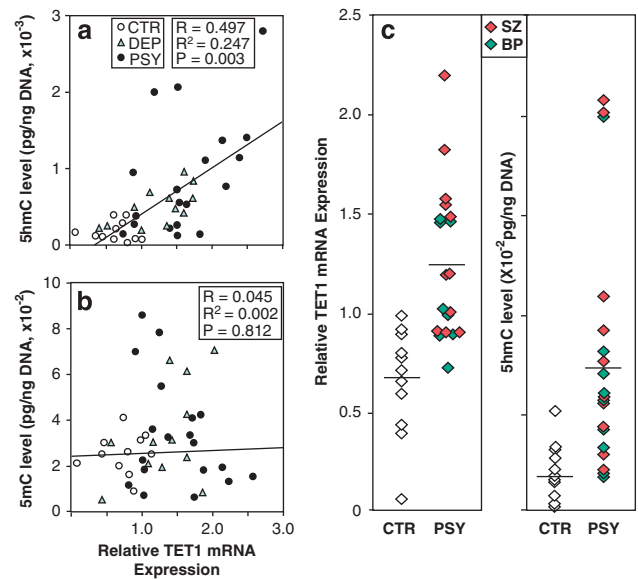 a
CTR
DEP
PSY
R = 0.497
R² = 0.247
P = 0.003
5hmC level (pg/ng DNA, x10⁻³)
3
2
1
0
b
R = 0.045
R² = 0.002
P = 0.812
5mC level (pg/ng DNA, x10⁻²)
10
8
6
4
2
0
1.0 2.0 3.0
Relative TET1 mRNA
Expression
c
SZ
BP
Relative TET1 mRNA Expression
2.5
2.0
1.5
1.0
0.5
0
CTR PSY
5hmC level (X10⁻²pg/ng DNA)
CTR PSY